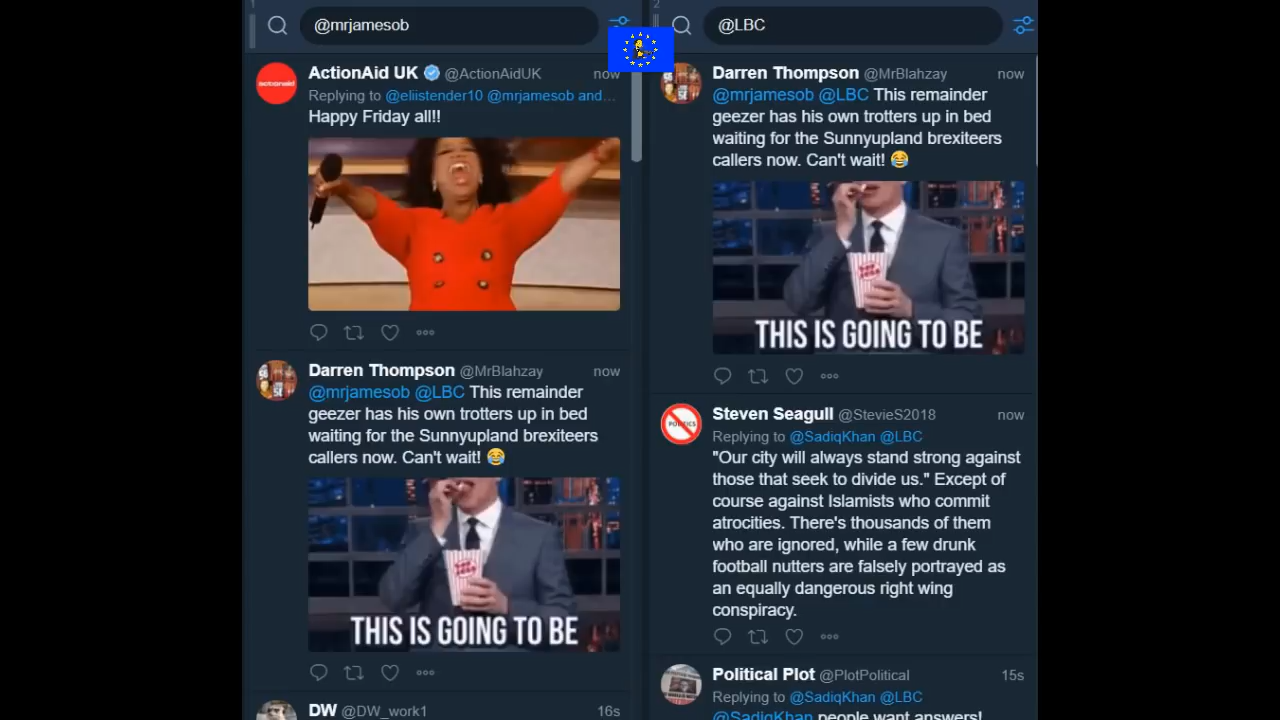 1
@mrjamesob
ActionAid UK @ActionAidUK now
Replying to @eliistender10 @mrjamesob and...
Happy Friday all!!
Darren Thompson @MrBlahzay now
@mrjamesob @LBC This remainder
geezer has his own trotters up in bed
waiting for the Sunnyupland brexiteers
callers now. Can't wait! 😂
THIS IS GOING TO BE
DW @DW_work1 16s
2
@LBC
Darren Thompson @MrBlahzay now
@mrjamesob @LBC This remainder
geezer has his own trotters up in bed
waiting for the Sunnyupland brexiteers
callers now. Can't wait! 😂
THIS IS GOING TO BE
Steven Seagull @StevieS2018 now
Replying to @SadiqKhan @LBC
"Our city will always stand strong against
those that seek to divide us." Except of
course against Islamists who commit
atrocities. There's thousands of them
who are ignored, while a few drunk
football nutters are falsely portrayed as
an equally dangerous right wing
conspiracy.
Political Plot @PlotPolitical 15s
Replying to @SadiqKhan @LBC
@SadiqKhan people want answers!